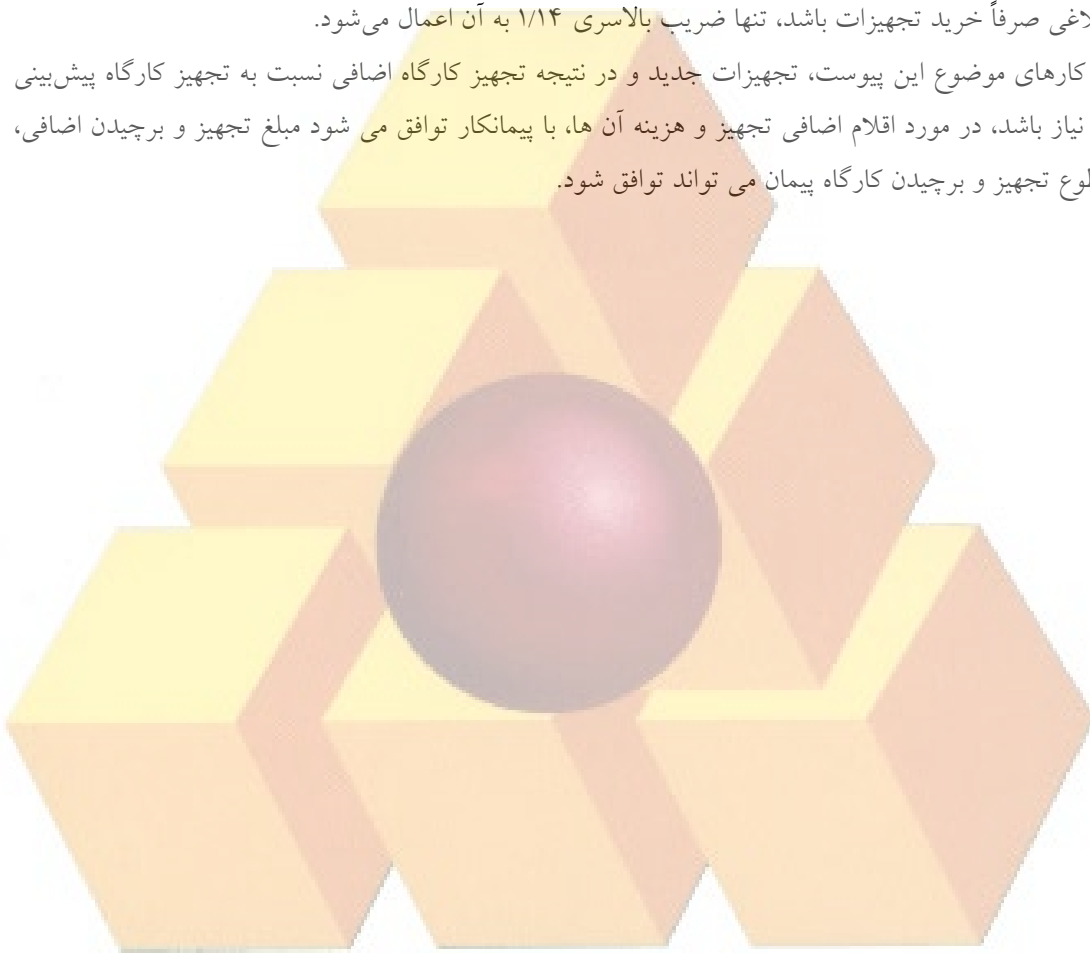 لاغی صرفاً خرید تجهیزات باشد، تنها ضریب بالاسری ۱/۱۴ به آن اعمال می‌شود.
کارهای موضوع این پیوست، تجهیزات جدید و در نتیجه تجهیز کارگاه اضافی نسبت به تجهیز کارگاه پیش‌بینی
نیاز باشد، در مورد اقلام اضافی تجهیز و هزینه آن ها، با پیمانکار توافق می شود مبلغ تجهیز و برچیدن اضافی،
طوع تجهیز و برچیدن کارگاه پیمان می تواند توافق شود.